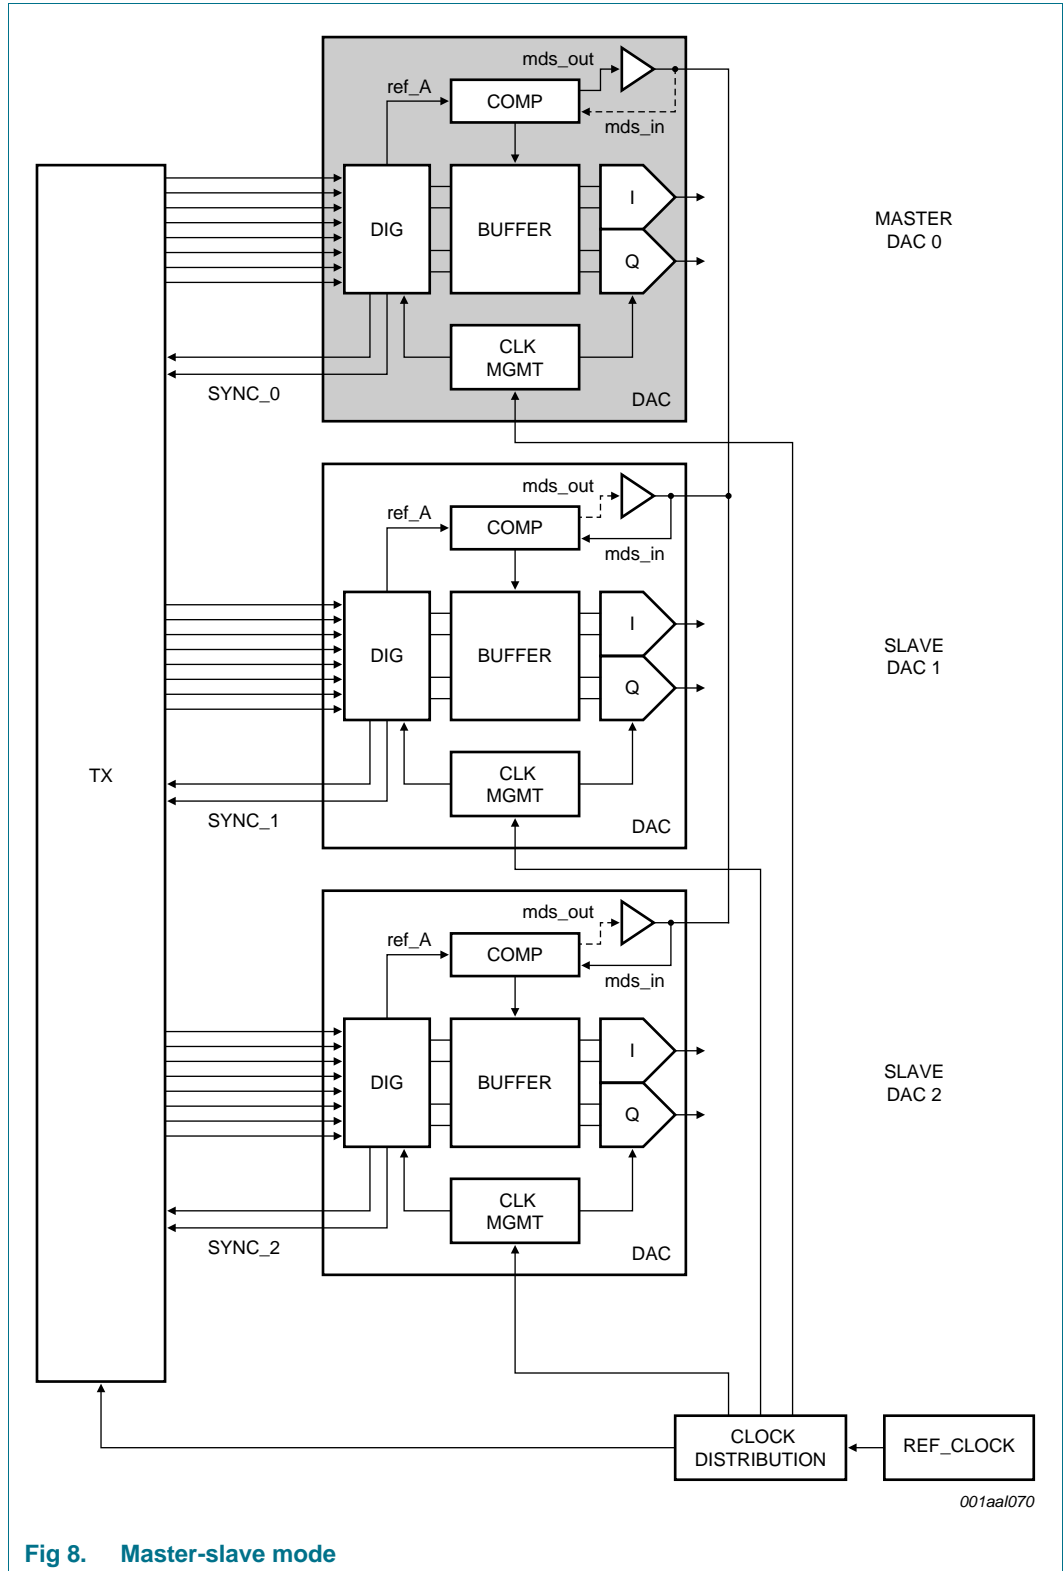 mds_out
ref_A
COMP
mds_in
DIG
BUFFER
I
Q
MASTER
DAC 0
CLK
MGMT
SYNC_0
DAC
mds_out
ref_A
COMP
mds_in
DIG
BUFFER
I
Q
SLAVE
DAC 1
TX
CLK
MGMT
SYNC_1
DAC
mds_out
ref_A
COMP
mds_in
DIG
BUFFER
I
Q
SLAVE
DAC 2
CLK
MGMT
SYNC_2
DAC
CLOCK
DISTRIBUTION
REF_CLOCK
001aal070
Fig 8. Master-slave mode